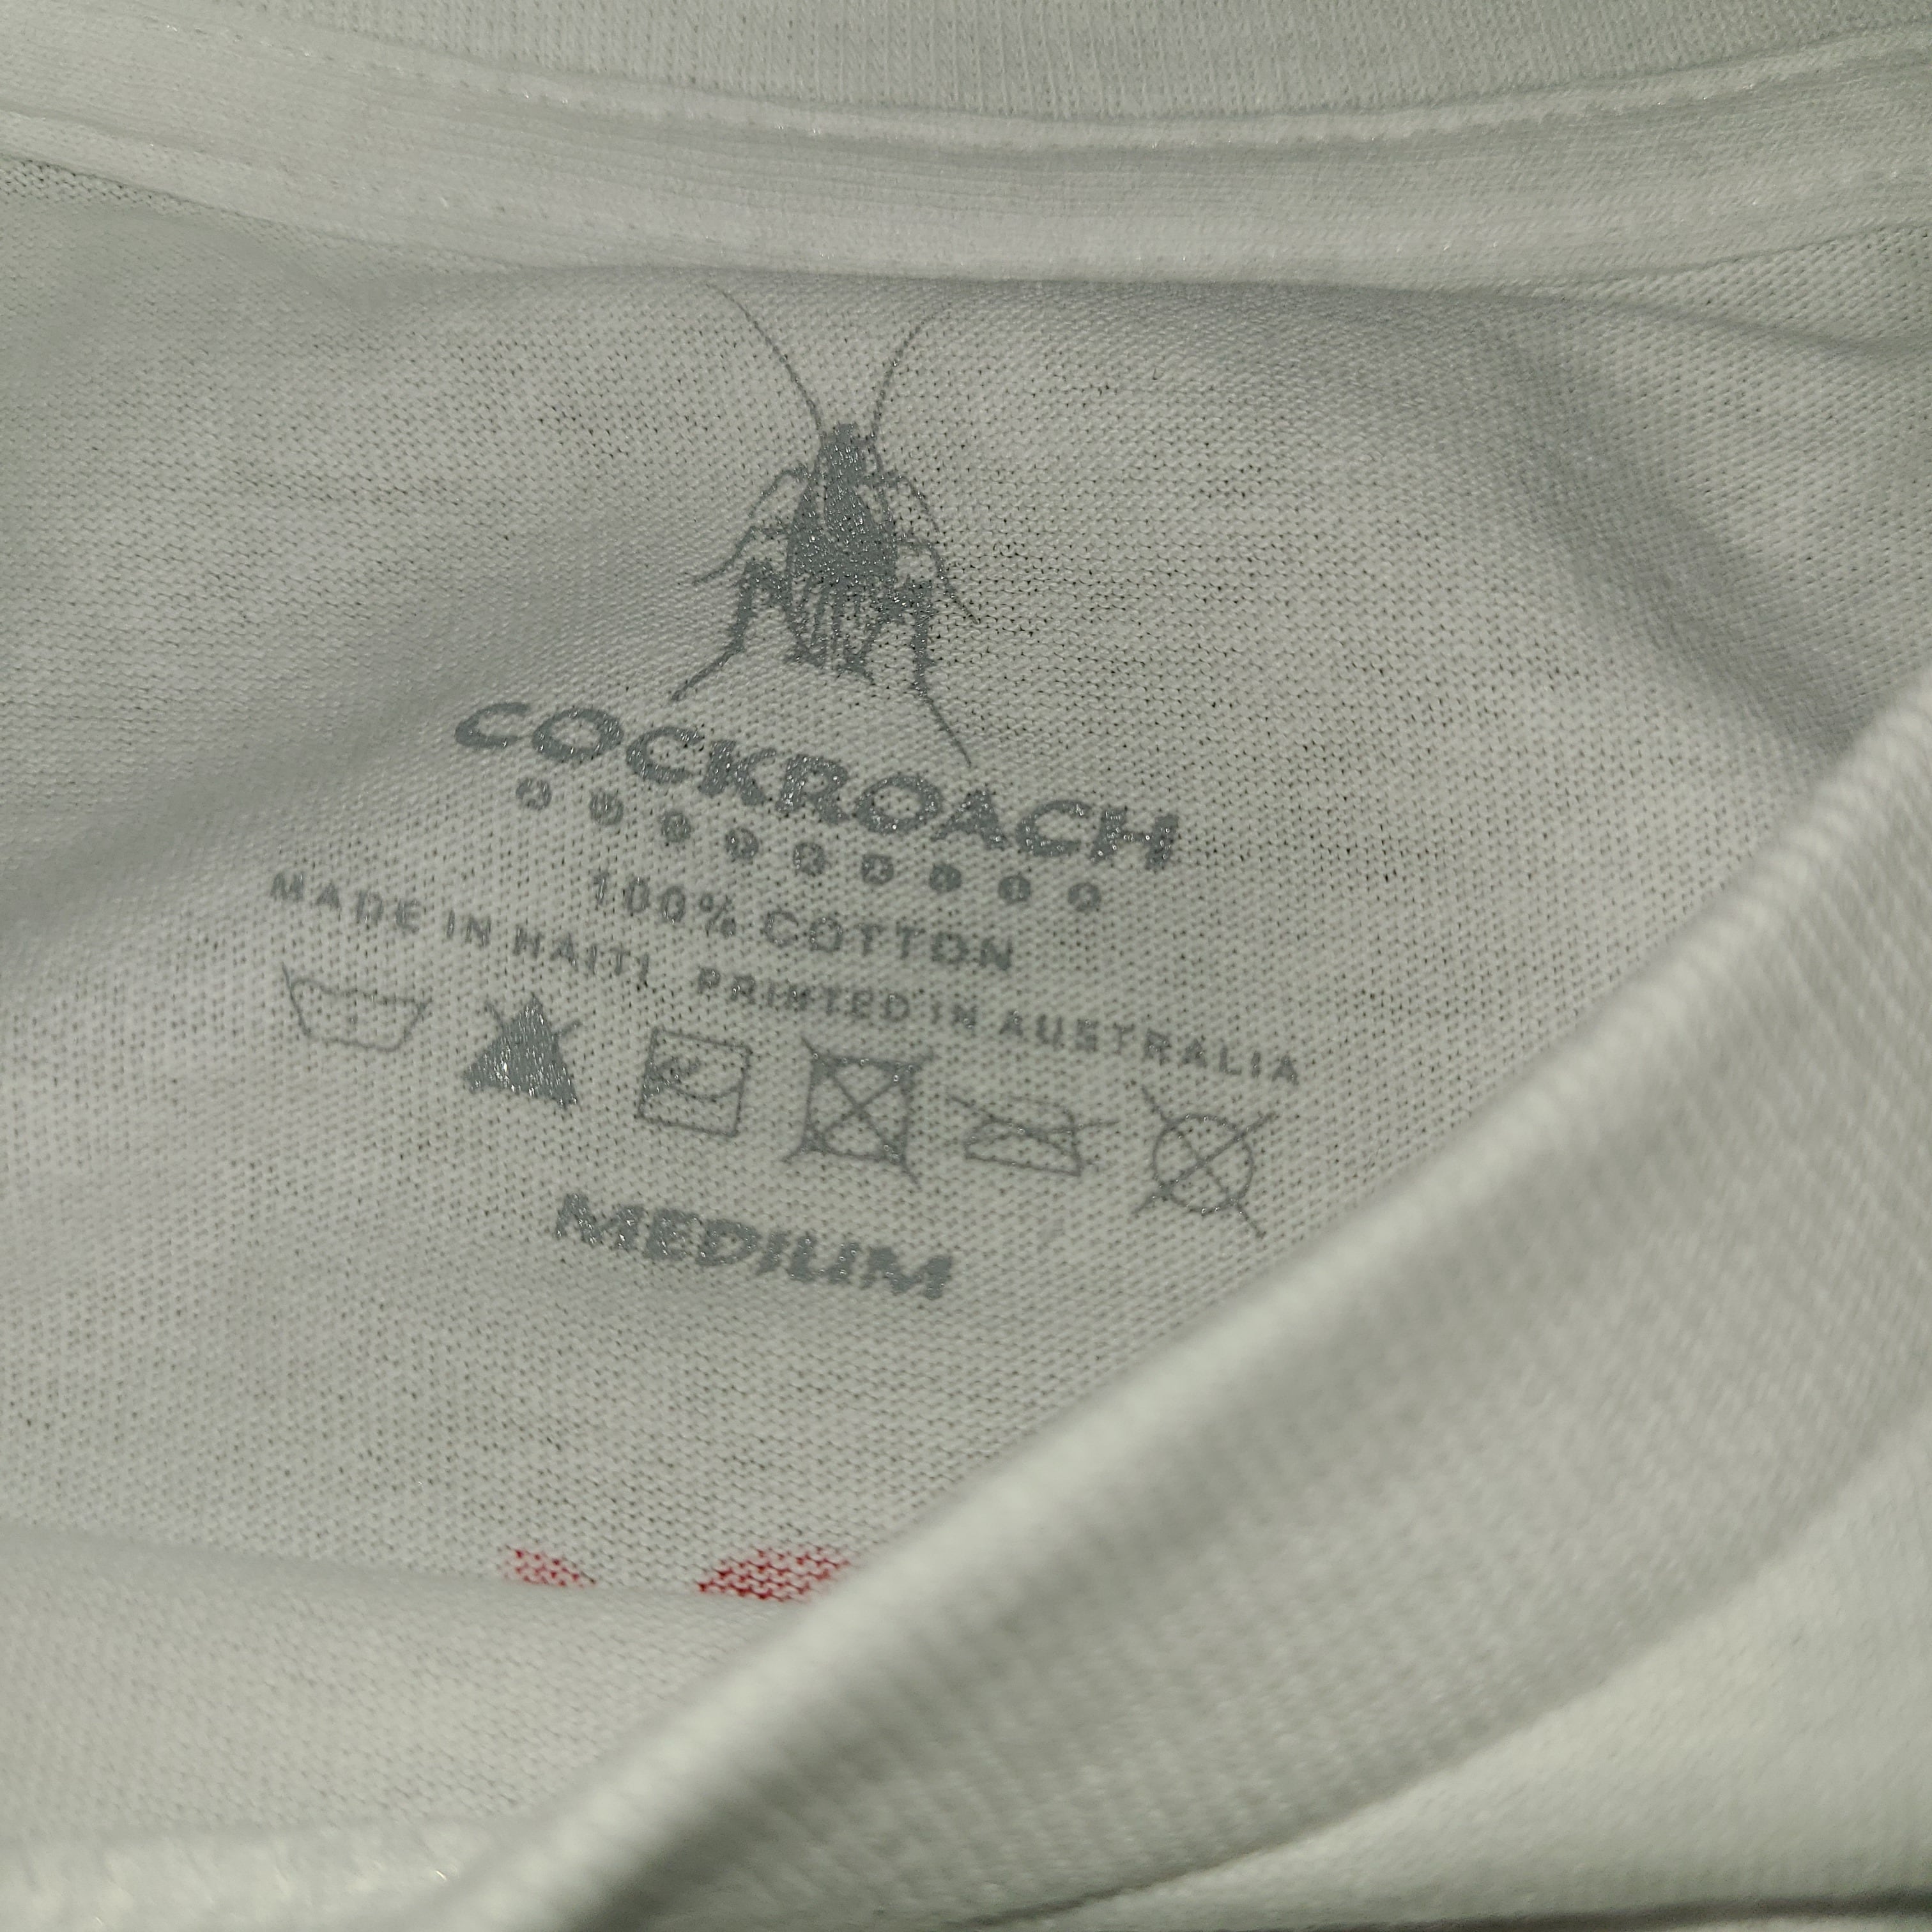 COCKROACH
100% COTTON
MADE IN HAITI. PRINTED IN AUSTRALIA
MEDIUM